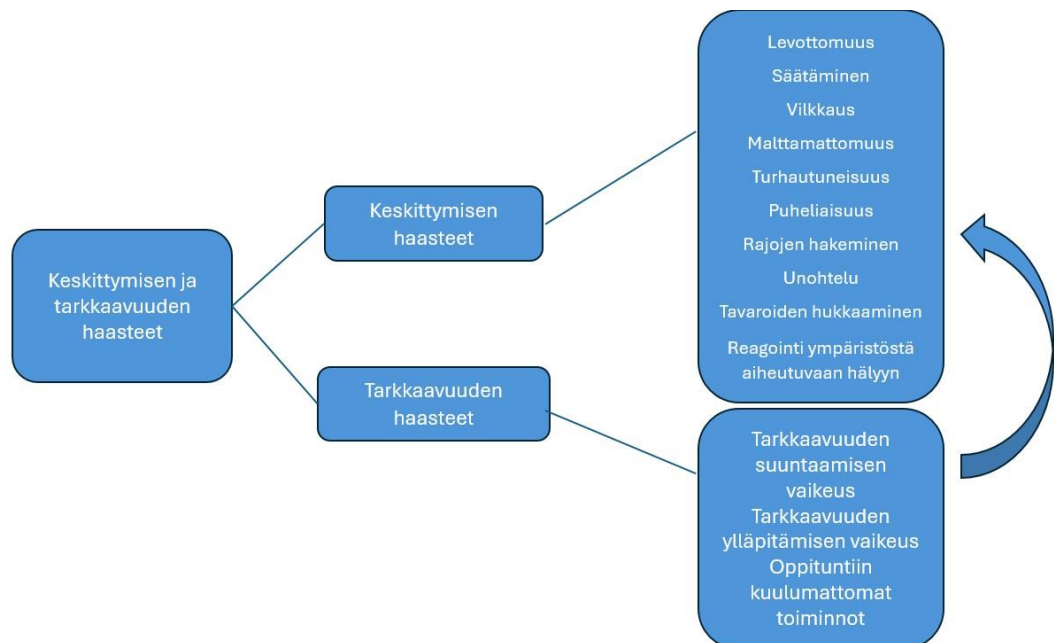 Keskittymisen ja
tarkkaavuuden
haasteet
Keskittymisen
haasteet
Tarkkaavuuden
haasteet
Levottomuus
Säätäminen
Vilkkaus
Malttamattomuus
Turhautuneisuus
Puheliaisuus
Rajojen hakeminen
Unohtelu
Tavaroiden hukkaaminen
Reagointi ympäristöstä
aiheutuvaan hälyyn
Tarkkaavuuden
suuntaamisen
vaikeus
Tarkkaavuuden
ylläpitämisen vaikeus
Oppituntiin
kuulumattomat
toiminnot